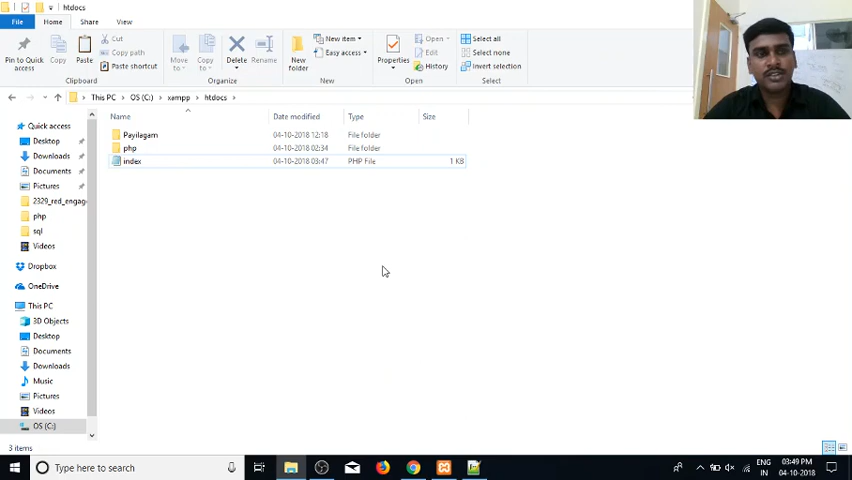 htdocs
File
Home
Share
View
Pin to Quick access
Copy
Paste
Cut
Copy path
Paste shortcut
Clipboard
Move to
Copy to
Delete
Rename
Organize
New folder
New item
Easy access
New
Properties
Open
Edit
History
Open
Select all
Select none
Invert selection
Select
This PC
OS (C:)
xampp
htdocs
Name
Date modified
Type
Size
Payilagam
04-10-2018 12:18
File folder
php
04-10-2018 02:34
File folder
index
04-10-2018 03:47
PHP File
1 KB
Quick access
Desktop
Downloads
Documents
Pictures
2329_red_engag
php
sql
Videos
Dropbox
OneDrive
This PC
3D Objects
Desktop
Documents
Downloads
Music
Pictures
Videos
OS (C:)
3 items
Type here to search
ENG
IN
03:49 PM
04-10-2018